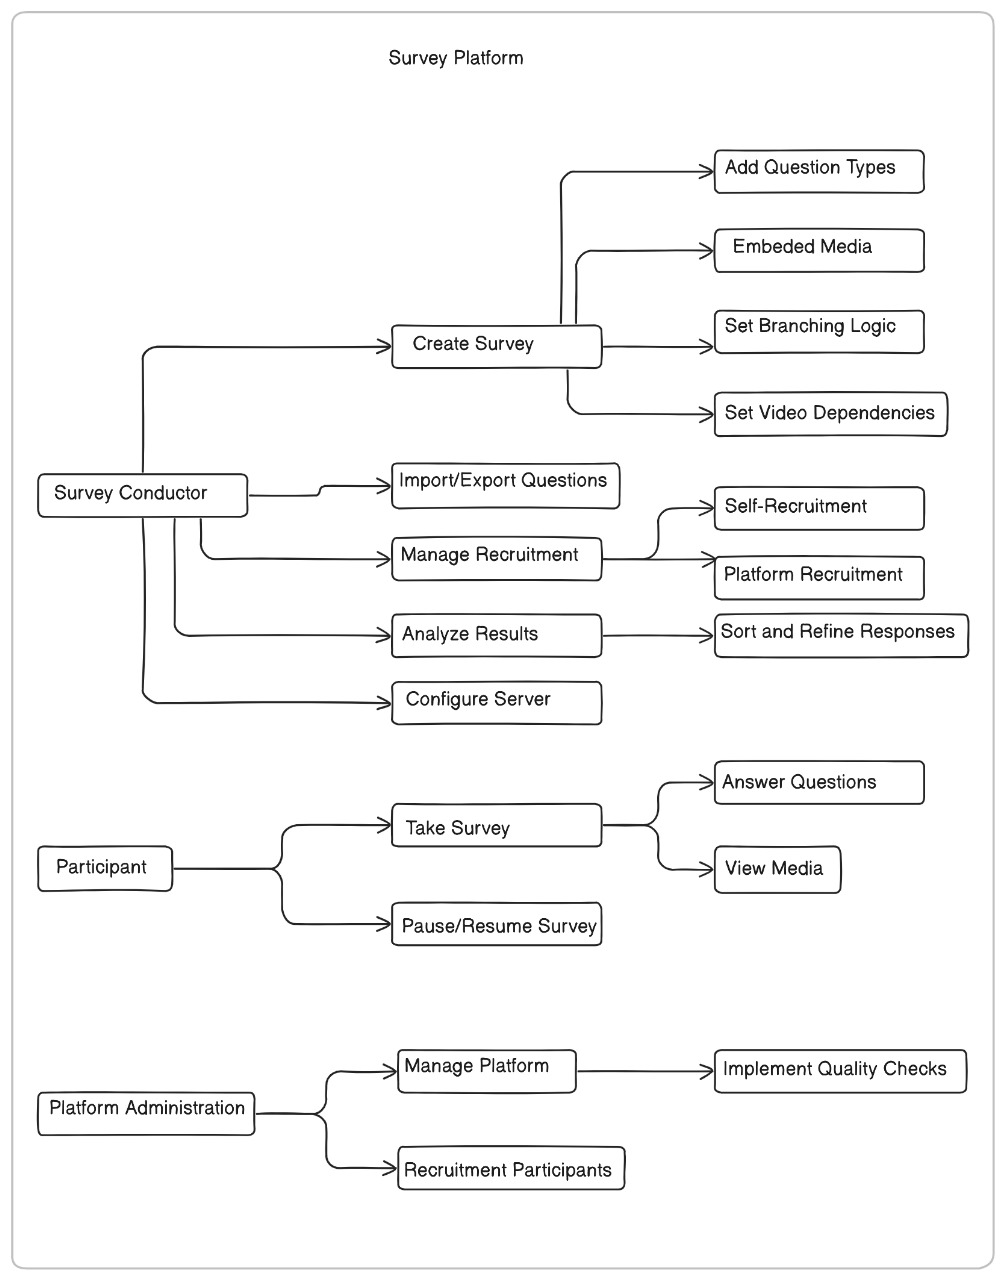 Survey Platform
Add Question Types
Embeded Media
Set Branching Logic
Create Survey
Set Video Dependencies
Survey Conductor
Import/Export Questions
Self-Recruitment
Manage Recruitment
Platform Recruitment
Analyze Results
Sort and Refine Responses
Configure Server
Answer Questions
Take Survey
Participant
View Media
Pause/Resume Survey
Manage Platform
Implement Quality Checks
Platform Administration
Recruitment Participants